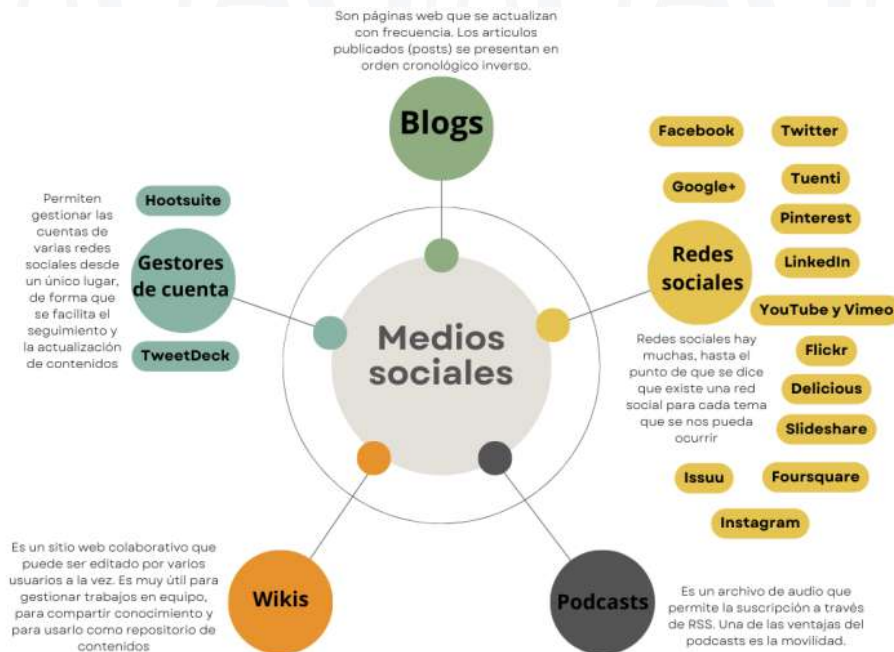 Son páginas web que se actualizan
con frecuencia. Los artículos
publicados (posts) se presentan en
orden cronológico inverso.
Blogs
Facebook
Twitter
Google+
Tuenti
Pinterest
LinkedIn
YouTube y Vimeo
Flickr
Delicious
Slideshare
Issuu
Foursquare
Instagram
Redes
sociales
Redes sociales hay
muchas, hasta el
punto de que se dice
que existe una red
social para cada tema
que se nos pueda
ocurrir
Hootsuite
Permiten
gestionar las
cuentas de
varias redes
sociales desde
un único lugar,
de forma que
se facilita el
seguimiento y
la actualización
de contenidos
Gestores
de cuenta
TweetDeck
Medios
sociales
Es un sitio web colaborativo que
puede ser editado por varios
usuarios a la vez. Es muy útil para
gestionar trabajos en equipo,
para compartir conocimiento y
para usarlo como repositorio de
contenidos
Wikis
Podcasts
Es un archivo de audio que
permite la suscripción a través
de RSS. Una de las ventajas del
podcasts es la movilidad.